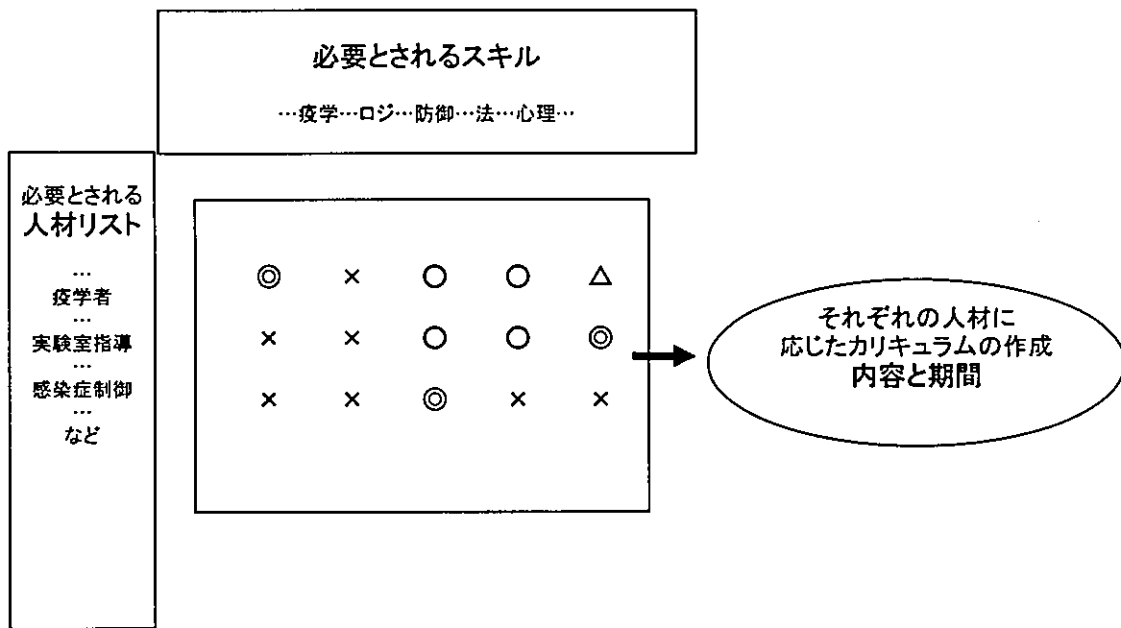 必要とされるスキル
…疫学…ロジ…防御…法…心理…
必要とされる
人材リスト
…
疫学者
…
実験室指導
…
感染症制御
…
など
◎ × ○ ○ △
× × ○ ○ ◎
× × ◎ × ×
それぞれの人材に
応じたカリキュラムの作成
内容と期間